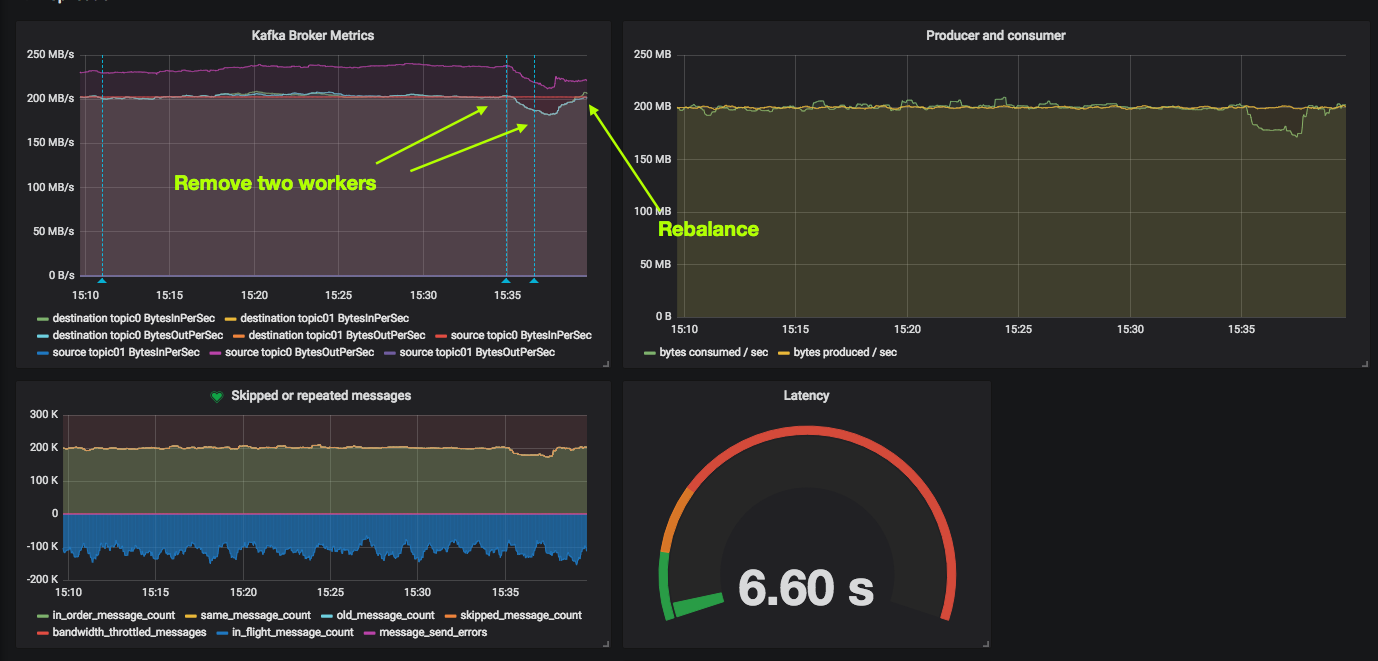 Kafka Broker Metrics
250 MB/s
200 MB/s
150 MB/s
100 MB/s
50 MB/s
0 B/s
15:10 15:15 15:20 15:25 15:30 15:35
Remove two workers
destination topic0 BytesInPerSec destination topic01 BytesInPerSec
destination topic0 BytesOutPerSec destination topic01 BytesOutPerSec source topic0 BytesInPerSec
source topic01 BytesInPerSec source topic0 BytesOutPerSec source topic01 BytesOutPerSec
Producer and consumer
250 MB
200 MB
150 MB
100 MB
50 MB
0 B
Rebalance
15:10 15:15 15:20 15:25 15:30 15:35
bytes consumed / sec bytes produced / sec
Skipped or repeated messages
300 K
200 K
100 K
0
-100 K
-200 K
15:10 15:15 15:20 15:25 15:30 15:35
in_order_message_count same_message_count old_message_count skipped_message_count
bandwidth_throttled_messages in_flight_message_count message_send_errors
Latency
6.60 s